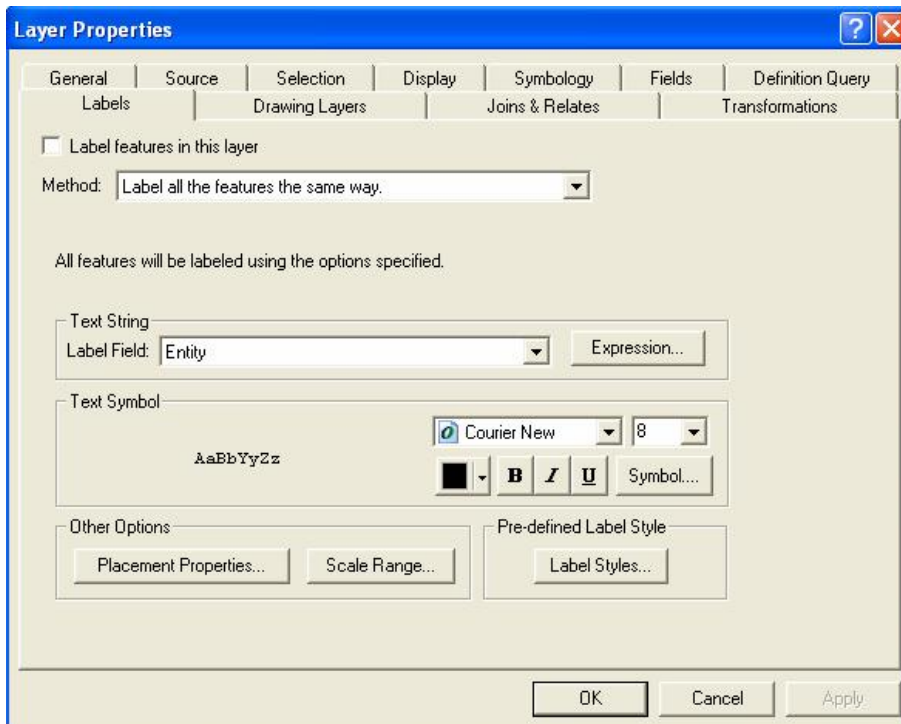 Layer Properties
General Source Selection Display Symbology Fields Definition Query
Labels Drawing Layers Joins & Relates Transformations
Label features in this layer
Method: Label all the features the same way.
All features will be labeled using the options specified.
Text String
Label Field: Entity Expression...
Text Symbol
AaBbYyZz
Courier New 8
B I U Symbol....
Other Options
Placement Properties... Scale Range...
Pre-defined Label Style
Label Styles...
OK Cancel Apply